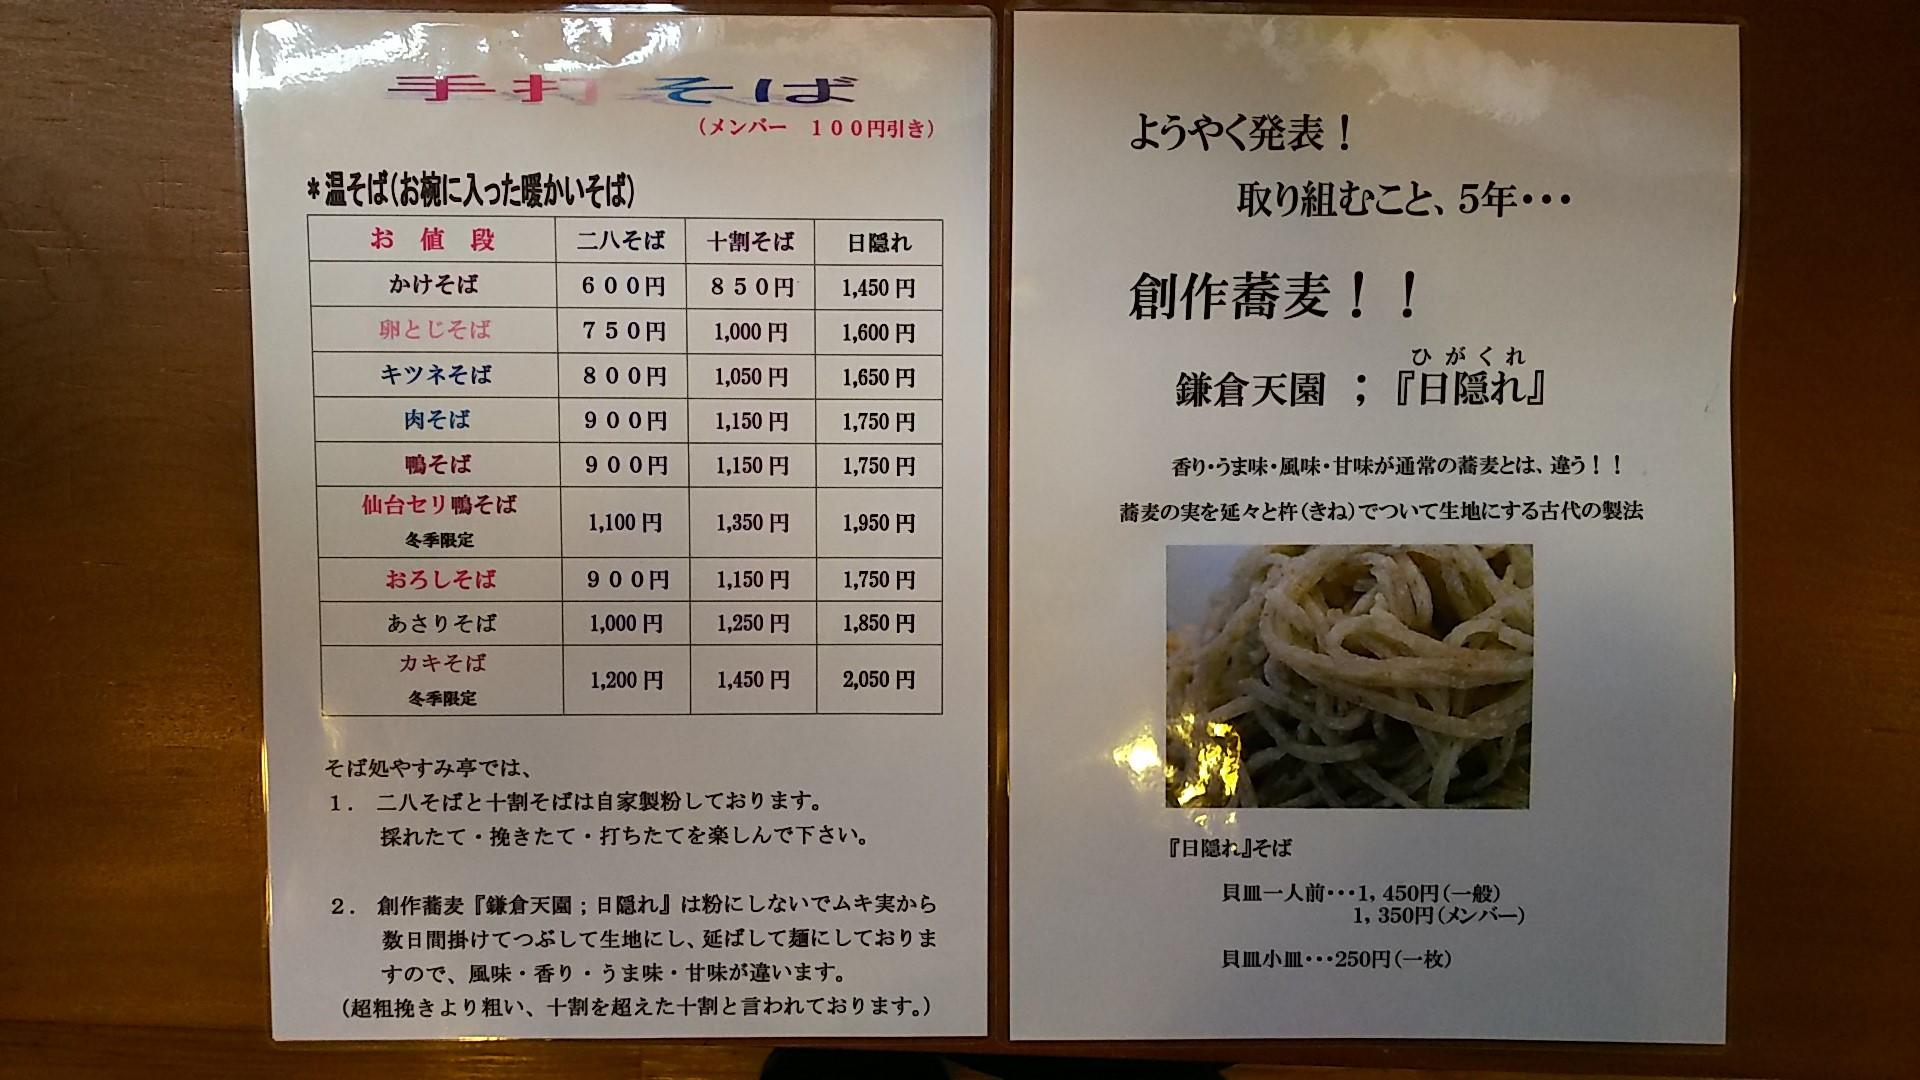 手打そば
(メンバー　１００円引き)
＊温そば(お椀に入った暖かいそば)
お　値　段　二八そば　十割そば　日隠れ
かけそば　６００円　８５０円　1,450 円
卵とじそば　７５０円　1,000 円　1,600 円
キツネそば　８００円　1,050 円　1,650 円
肉そば　９００円　1,150 円　1,750 円
鴨そば　９００円　1,150 円　1,750 円
仙台セリ鴨そば　1,100 円　1,350 円　1,950 円
冬季限定
おろしそば　９００円　1,150 円　1,750 円
あさりそば　1,000 円　1,250 円　1,850 円
カキそば　1,200 円　1,450 円　2,050 円
冬季限定
そば処やすみ亭では、
１．　二八そばと十割そばは自家製粉しております。
採れたて・挽きたて・打ちたてを楽しんで下さい。
２．　創作蕎麦『鎌倉天園；日隠れ』は粉にしないでムキ実から
数日間掛けてつぶして生地にし、延ばして麺にしておりま
すので、風味・香り・うま味・甘味が違います。
(超粗挽きより粗い、十割を超えた十割と言われております。)
ようやく発表！
取り組むこと、5年・・・
創作蕎麦！！
ひがくれ
鎌倉天園　；『日隠れ』
香り・うま味・風味・甘味が通常の蕎麦とは、違う！！
蕎麦の実を延々と杵(きね)でついて生地にする古代の製法
『日隠れ』そば
貝皿一人前・・・1，450円(一般)
1，350円(メンバー)
貝皿小皿・・・250円(一枚)